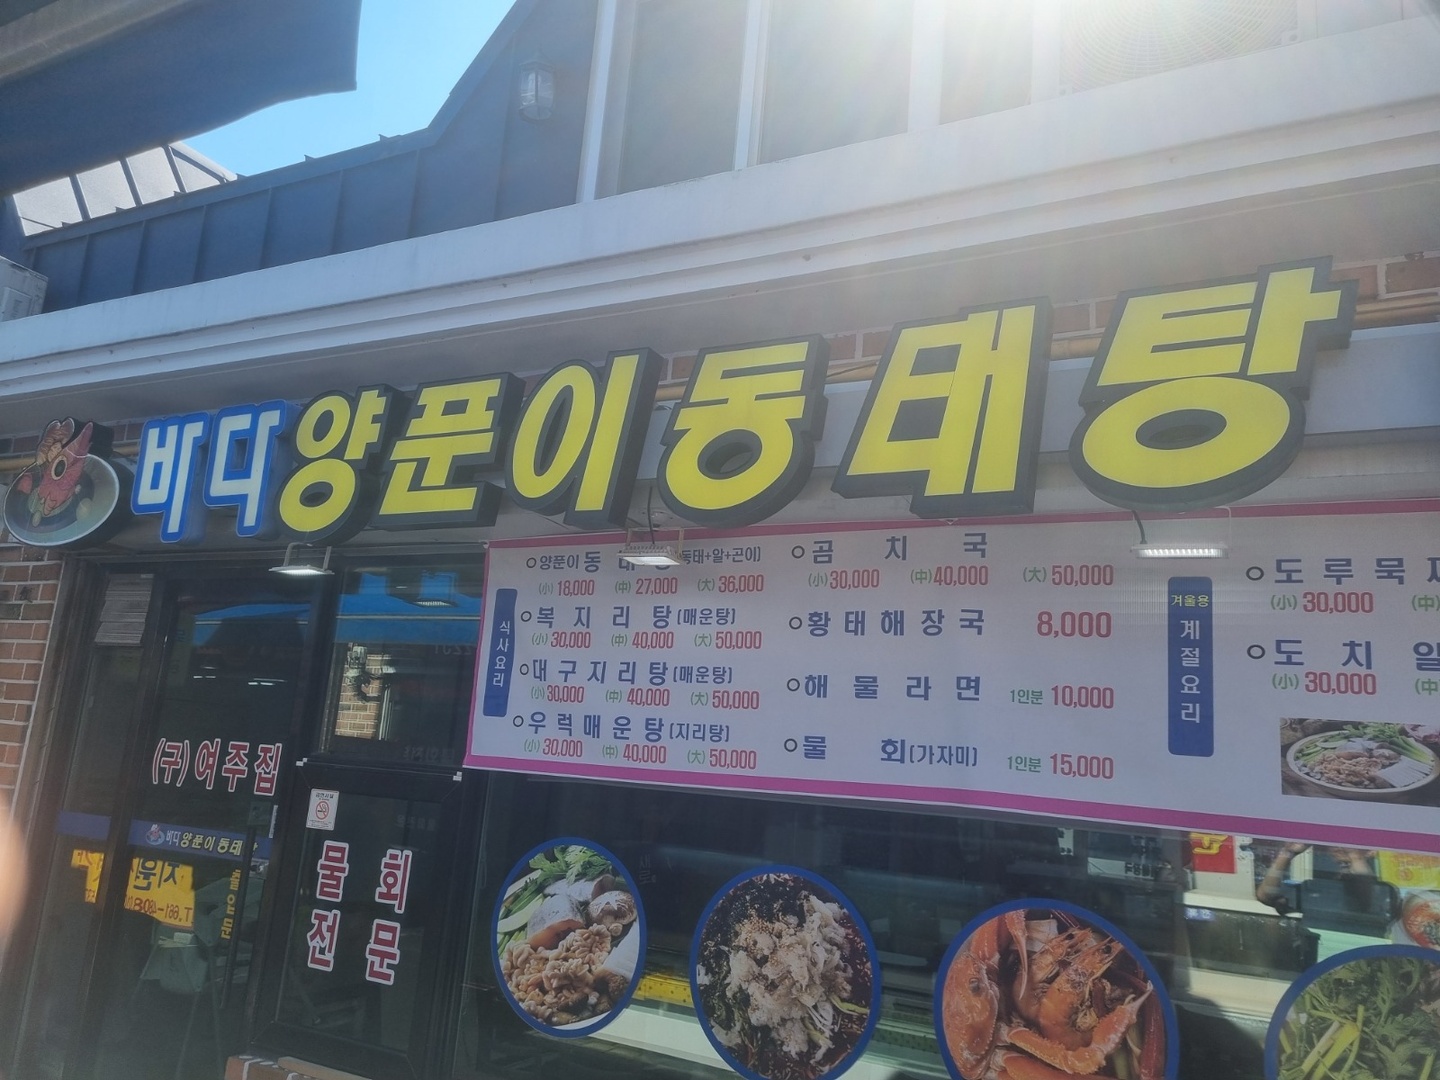 바다양푼이동태탕
식사요리
양푼이동 동태+알+곤이)
(小) 18,000 (中) 27,000 (大) 36,000
복지리탕(매운탕)
(小) 30,000 (中) 40,000 (大) 50,000
대구지리탕(매운탕)
(小) 30,000 (中) 40,000 (大) 50,000
우럭매운탕(지리탕)
(小) 30,000 (中) 40,000 (大) 50,000
곰치국
(小) 30,000 (中) 40,000 (大) 50,000
황태해장국 8,000
해물라면 1인분 10,000
물회(가자미) 1인분 15,000
겨울용
계절요리
도루묵
(小) 30,000 (中)
도치알
(小) 30,000 (中)
(구)여주집
바다양푼이동태
출입문
물회
전문